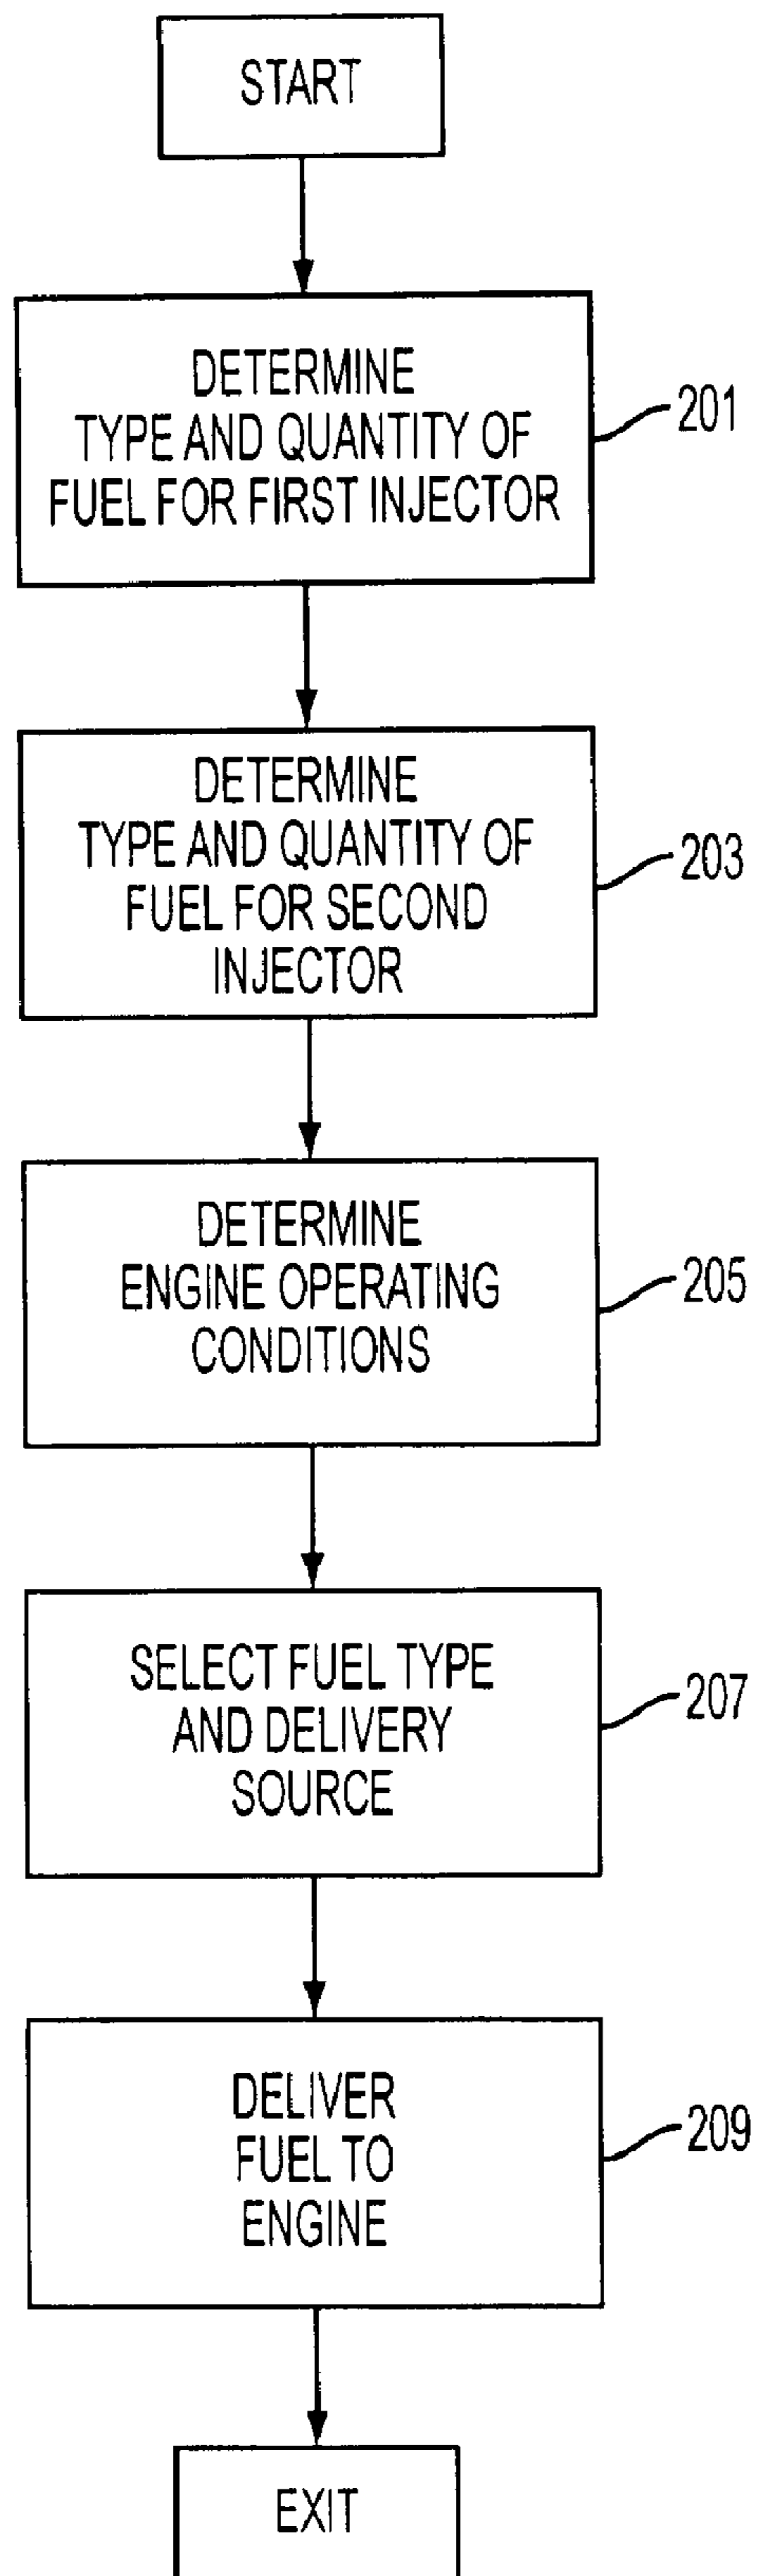 START
DETERMINE
TYPE AND QUANTITY OF
FUEL FOR FIRST INJECTOR
201
DETERMINE
TYPE AND QUANTITY OF
FUEL FOR SECOND
INJECTOR
203
DETERMINE
ENGINE OPERATING
CONDITIONS
205
SELECT FUEL TYPE
AND DELIVERY
SOURCE
207
DELIVER
FUEL TO
ENGINE
209
EXIT